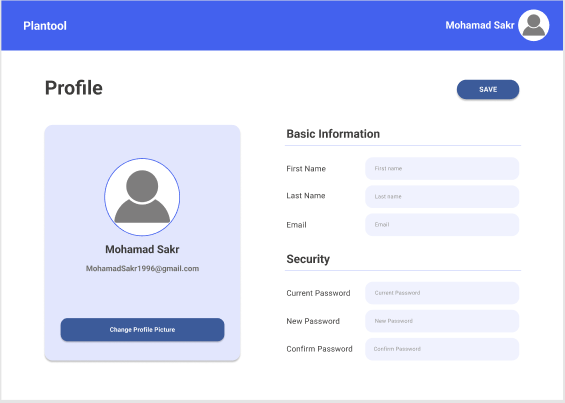 Plantool
Mohamad Sakr
Profile
SAVE
Mohamad Sakr
MohamadSakr1996@gmail.com
Change Profile Picture
Basic Information
First Name
First name
Last Name
Last name
Email
Email
Security
Current Password
Current Password
New Password
New Password
Confirm Password
Confirm Password